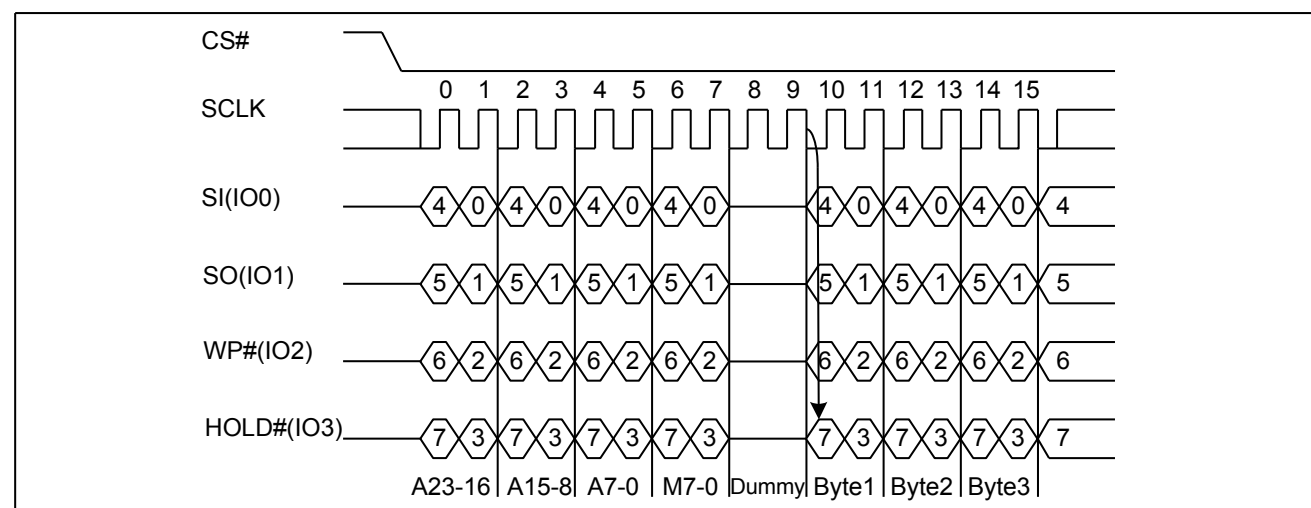 CS#
0 1 2 3 4 5 6 7 8 9 10 11 12 13 14 15
SCLK
SI(IO0) 4 0 4 0 4 0 4 0 4 0 4 0 4 0 4
SO(IO1) 5 1 5 1 5 1 5 1 5 1 5 1 5 1 5
WP#(IO2) 6 2 6 2 6 2 6 2 6 2 6 2 6 2 6
HOLD#(IO3) 7 3 7 3 7 3 7 3 7 3 7 3 7 3 7
A23-16 A15-8 A7-0 M7-0 Dummy Byte1 Byte2 Byte3